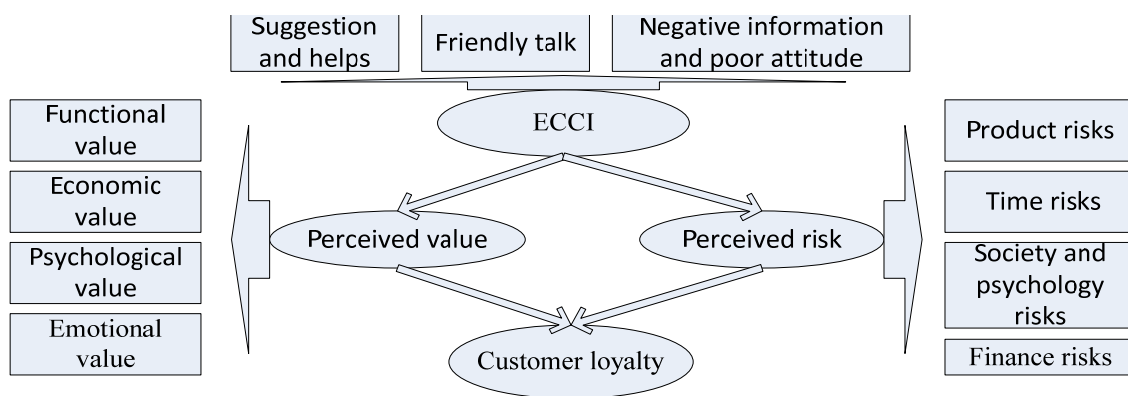 Suggestion
and helps
Friendly talk
Negative information
and poor attitude
ECCI
Functional
value
Economic
value
Psychological
value
Emotional
value
Perceived value
Perceived risk
Product risks
Time risks
Society and
psychology
risks
Finance risks
Customer loyalty